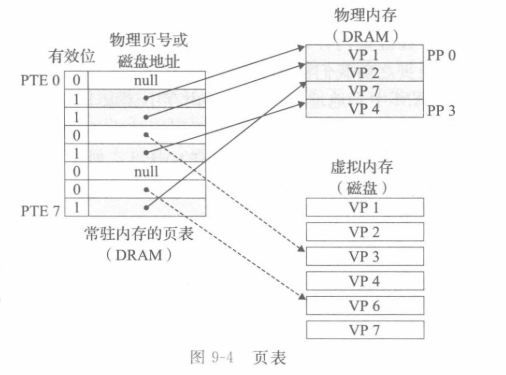 物理页号或
有效位 磁盘地址
PTE 0 0 null
1
1
0
1
0 null
0
PTE 7 1
常驻内存的页表
（DRAM）
物理内存
（DRAM）
VP 1 PP 0
VP 2
VP 7
VP 4 PP 3
虚拟内存
（磁盘）
VP 1
VP 2
VP 3
VP 4
VP 6
VP 7
图 9-4 页表